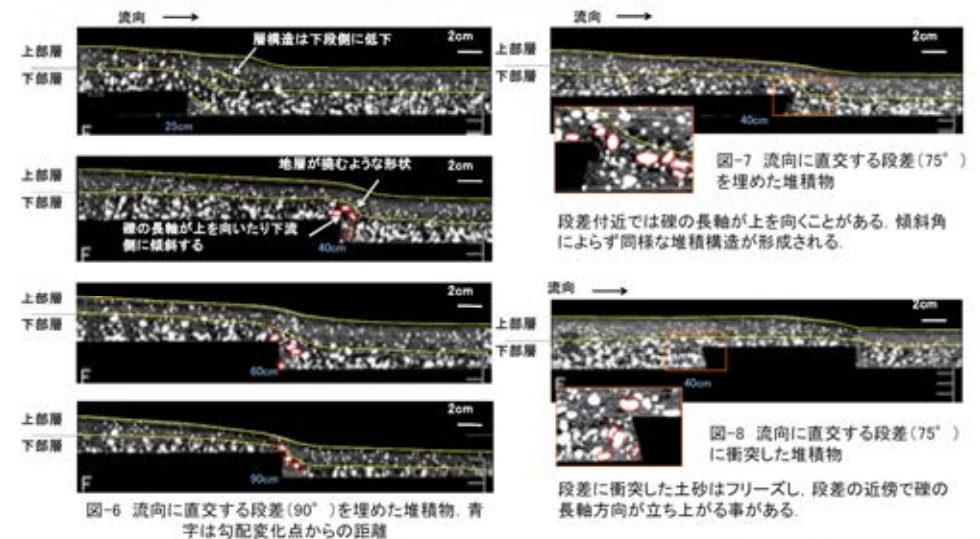 流向
2cm
上部層
下部層
層構造は下段側に低下
25cm
2cm
上部層
下部層
地層が撓むような形状
礫の長軸が上を向いたり下流
側に傾斜する
40cm
2cm
上部層
下部層
60cm
2cm
上部層
下部層
90cm
図-6 流向に直交する段差(90°)を埋めた堆積物. 青
字は勾配変化点からの距離
流向
2cm
上部層
下部層
40cm
図-7 流向に直交する段差(75°)
を埋めた堆積物
段差付近では礫の長軸が上を向くことがある. 傾斜角
によらず同様な堆積構造が形成される.
流向
2cm
上部層
下部層
40cm
図-8 流向に直交する段差(75°)
に衝突した堆積物
段差に衝突した土砂はフリーズし, 段差の近傍で礫の
長軸方向が立ち上がる事がある.